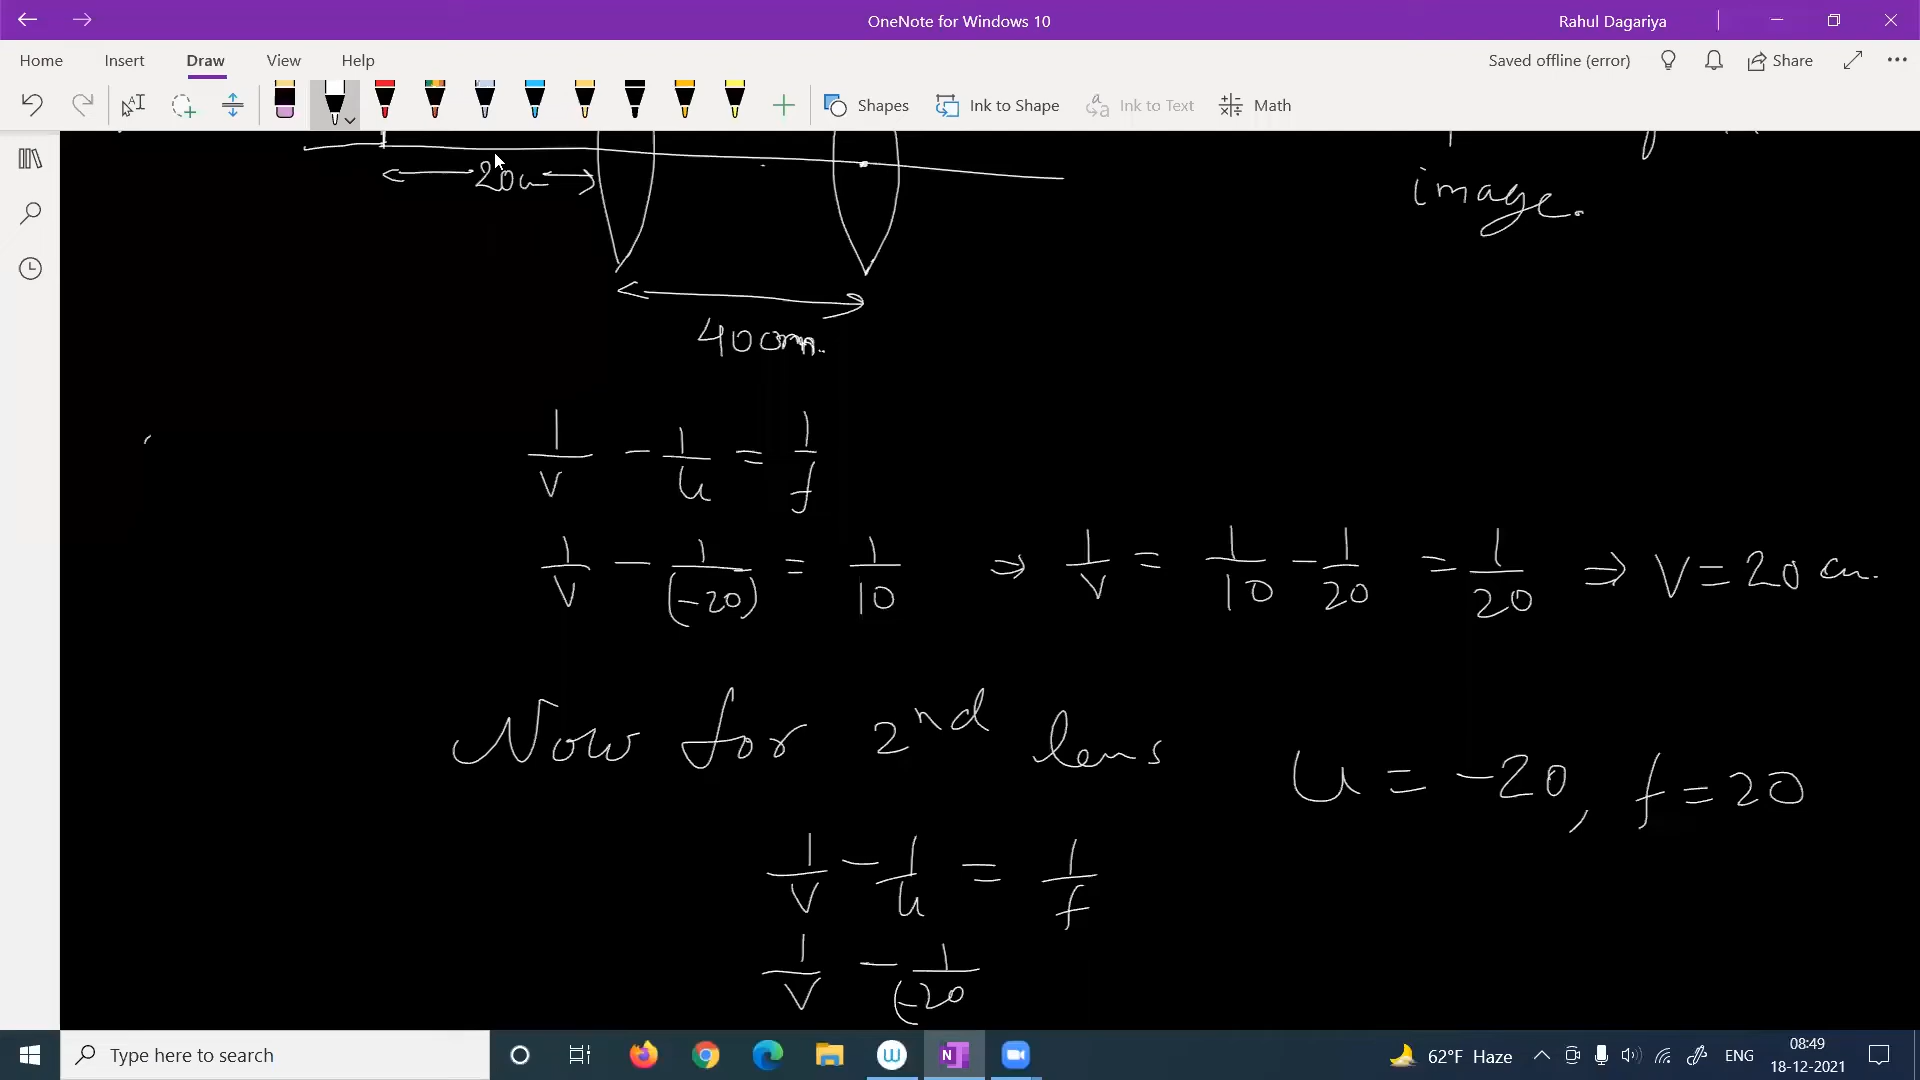 OneNote for Windows 10
Rahul Dagariya
Home Insert Draw View Help
Saved offline (error)
Share
Shapes
Ink to Shape
Ink to Text
Math
20cm
image.
40cm.
1/v - 1/u = 1/f
1/v - 1/(-20) = 1/10 ⇒ 1/v = 1/10 - 1/20 = 1/20 ⇒ V = 20 cm.
Now for 2nd lens
u = -20, f = 20
1/v - 1/u = 1/f
1/v - 1/(-20
Type here to search
62°F Haze
ENG
08:49
18-12-2021